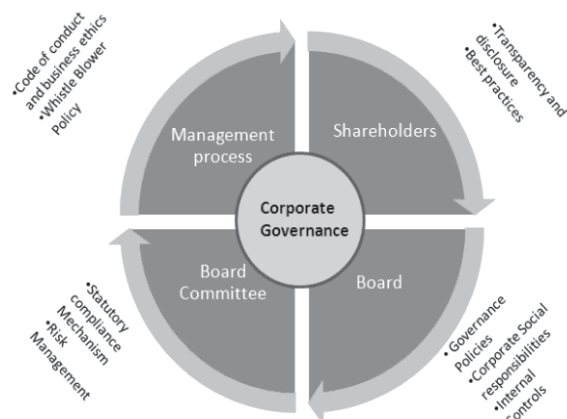 •Code of conduct
and business ethics
•Whistle Blower
Policy
•Transparency and
disclosure
•Best practices
Management
process
Shareholders
Corporate
Governance
Board
Committee
Board
•Statutory
compliance
Mechanism
•Risk
Management
• Governance
Policies
•Corporate Social
responsibilities
•Internal
ontrols